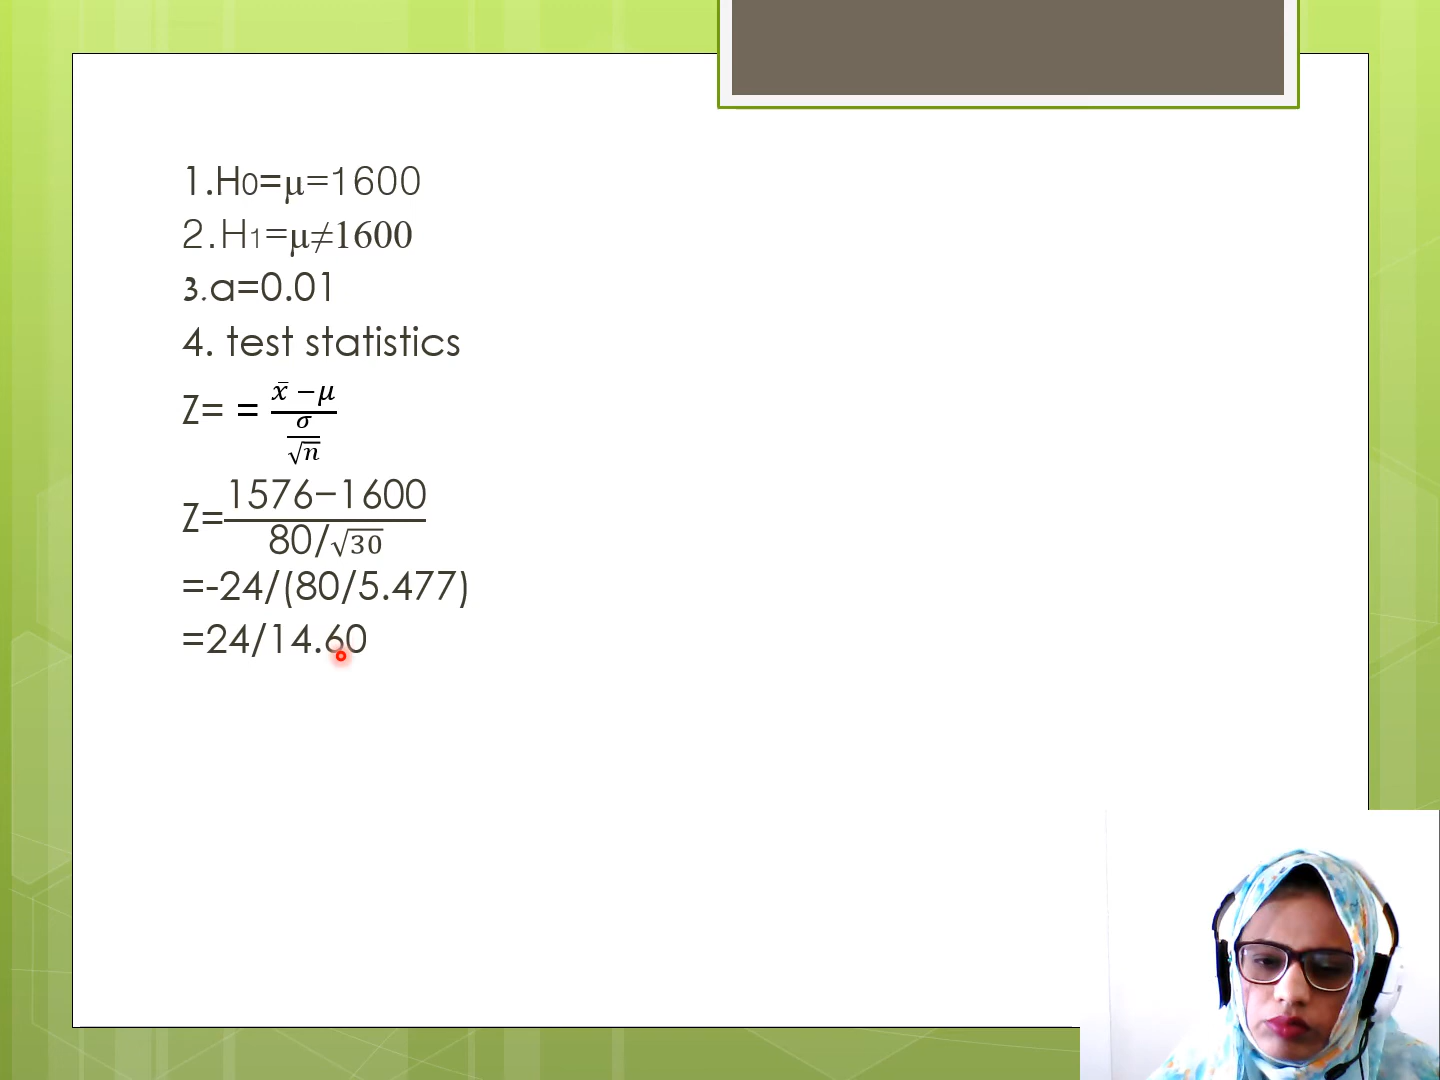 1.H0=μ=1600
2.H1=μ≠1600
3.a=0.01
4. test statistics
Z= = (x̄ −μ)/(σ/√n)
Z=(1576−1600)/(80/√30)
=-24/(80/5.477)
=24/14.60